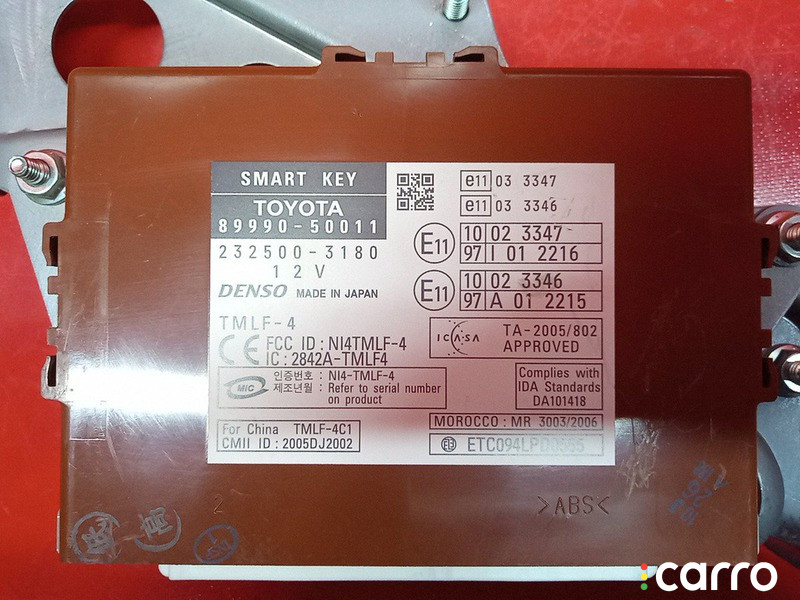 SMART KEY
TOYOTA
89990-50011
232500-3180
12V
DENSO MADE IN JAPAN
TMLF-4
FCC ID : NI4TMLF-4
IC : 2842A-TMLF4
MIC
인증번호 : NI4-TMLF-4
제조년월 : Refer to serial number
on product
For China TMLF-4C1
CMII ID : 2005DJ2002
e11 03 3347
e11 03 3346
E11
10 02 3347
97 I 01 2216
E11
10 02 3346
97 A 01 2215
ICASA
TA-2005/802
APPROVED
Complies with
IDA Standards
DA101418
MOROCCO : MR 3003/2006
2
>ABS<
高
carro